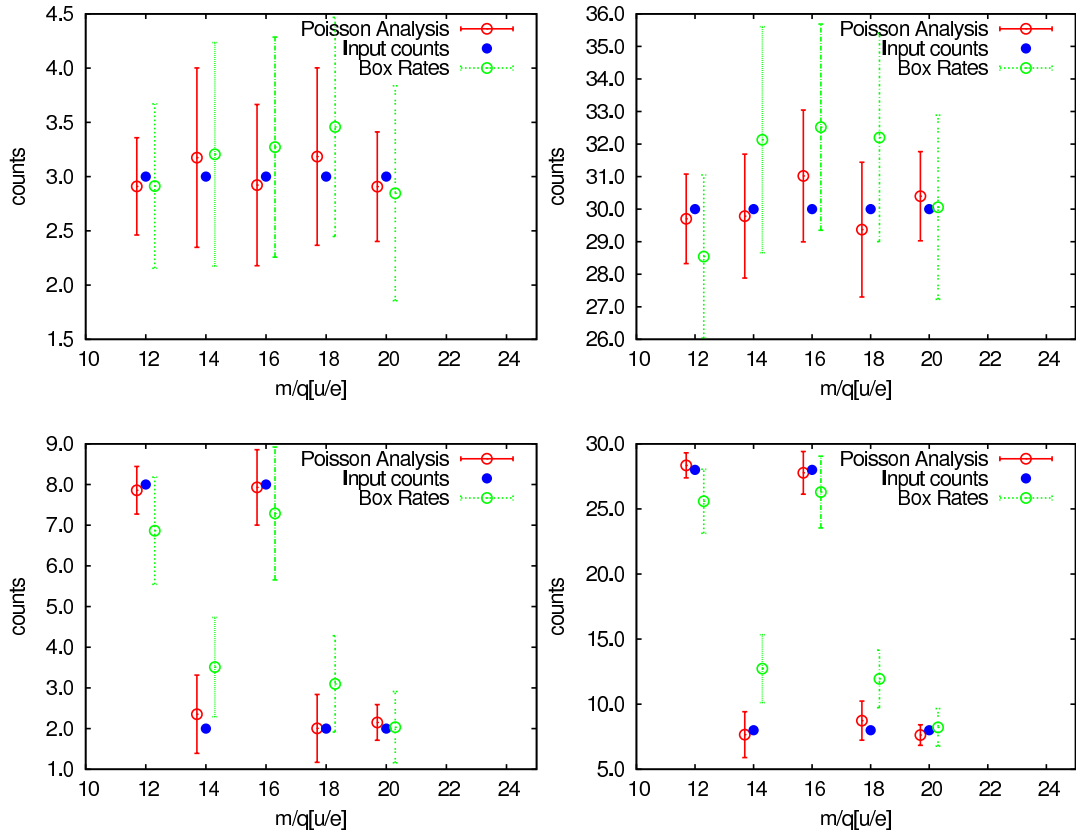 4.5
4.0
3.5
3.0
2.5
2.0
1.5
counts
10 12 14 16 18 20 22 24
m/q[u/e]
Poisson Analysis
Input counts
Box Rates
36.0
35.0
34.0
33.0
32.0
31.0
30.0
29.0
28.0
27.0
26.0
counts
10 12 14 16 18 20 22 24
m/q[u/e]
Poisson Analysis
Input counts
Box Rates
9.0
8.0
7.0
6.0
5.0
4.0
3.0
2.0
1.0
counts
10 12 14 16 18 20 22 24
m/q[u/e]
Poisson Analysis
Input counts
Box Rates
30.0
25.0
20.0
15.0
10.0
5.0
counts
10 12 14 16 18 20 22 24
m/q[u/e]
Poisson Analysis
Input counts
Box Rates